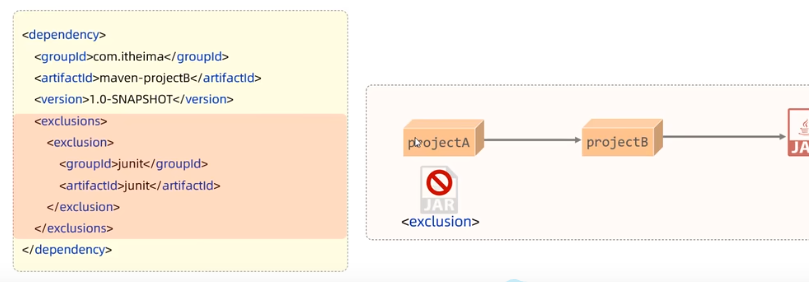 <dependency>
<groupId>com.itheima</groupId>
<artifactId>maven-projectB</artifactId>
<version>1.0-SNAPSHOT</version>
<exclusions>
<exclusion>
<groupId>junit</groupId>
<artifactId>junit</artifactId>
</exclusion>
</exclusions>
</dependency>
projectA
projectB
JA
JAR
<exclusion>